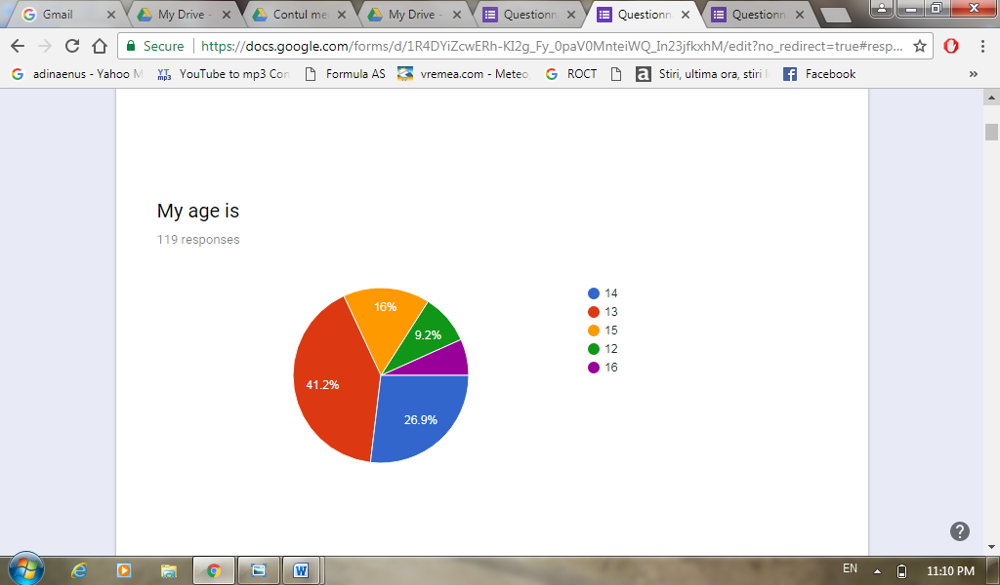 Gmail
My Drive -
Contul me
My Drive -
Questionn
Questionn
Questionn
Secure
https://docs.google.com/forms/d/1R4DYiZcwERh-KI2g_Fy_0paV0MnteiWQ_In23jfkxhM/edit?no_redirect=true#resp...
adinaenus - Yahoo M
YouTube to mp3 Con
Formula AS
vremea.com - Meteo
ROCT
Stiri, ultima ora, stiri
Facebook
»
My age is
119 responses
16%
9.2%
41.2%
26.9%
14
13
15
12
16
EN
11:10 PM